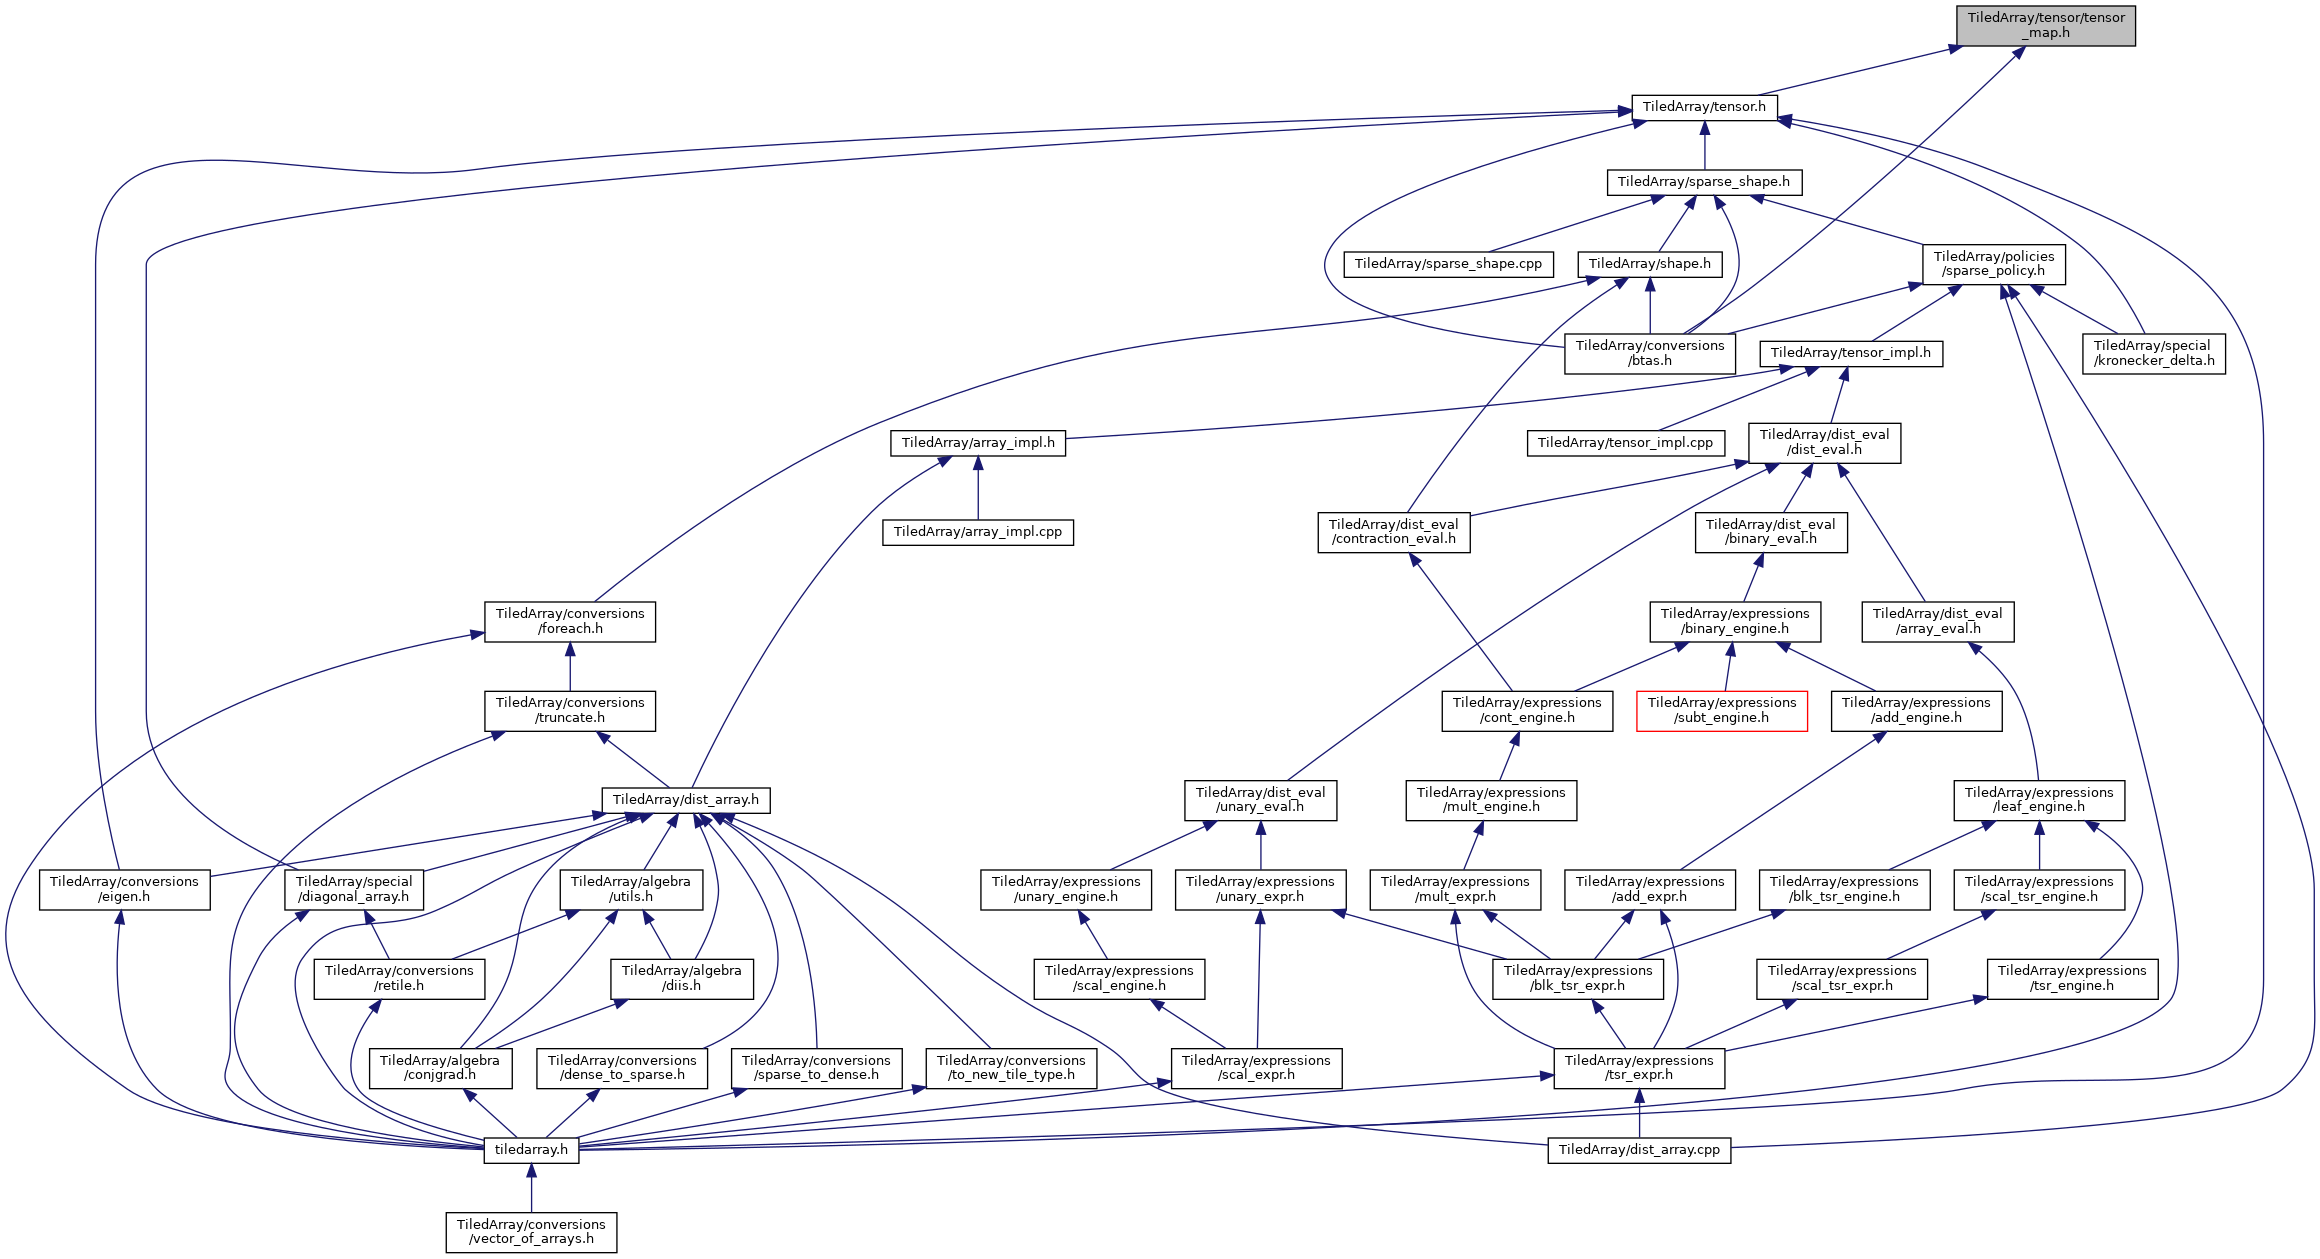 TiledArray/tensor/tensor
_map.h
TiledArray/tensor.h
TiledArray/sparse_shape.h
TiledArray/sparse_shape.cpp
TiledArray/shape.h
TiledArray/policies
/sparse_policy.h
TiledArray/conversions
/btas.h
TiledArray/tensor_impl.h
TiledArray/special
/kronecker_delta.h
TiledArray/array_impl.h
TiledArray/tensor_impl.cpp
TiledArray/dist_eval
/dist_eval.h
TiledArray/array_impl.cpp
TiledArray/dist_eval
/contraction_eval.h
TiledArray/dist_eval
/binary_eval.h
TiledArray/conversions
/foreach.h
TiledArray/expressions
/binary_engine.h
TiledArray/dist_eval
/array_eval.h
TiledArray/conversions
/truncate.h
TiledArray/expressions
/cont_engine.h
TiledArray/expressions
/subt_engine.h
TiledArray/expressions
/add_engine.h
TiledArray/dist_array.h
TiledArray/dist_eval
/unary_eval.h
TiledArray/expressions
/mult_engine.h
TiledArray/expressions
/leaf_engine.h
TiledArray/conversions
/eigen.h
TiledArray/special
/diagonal_array.h
TiledArray/algebra
/utils.h
TiledArray/expressions
/unary_engine.h
TiledArray/expressions
/unary_expr.h
TiledArray/expressions
/mult_expr.h
TiledArray/expressions
/add_expr.h
TiledArray/expressions
/blk_tsr_engine.h
TiledArray/expressions
/scal_tsr_engine.h
TiledArray/conversions
/retile.h
TiledArray/algebra
/diis.h
TiledArray/expressions
/scal_engine.h
TiledArray/expressions
/blk_tsr_expr.h
TiledArray/expressions
/scal_tsr_expr.h
TiledArray/expressions
/tsr_engine.h
TiledArray/algebra
/conjgrad.h
TiledArray/conversions
/dense_to_sparse.h
TiledArray/conversions
/sparse_to_dense.h
TiledArray/conversions
/to_new_tile_type.h
TiledArray/expressions
/scal_expr.h
TiledArray/expressions
/tsr_expr.h
tiledarray.h
TiledArray/dist_array.cpp
TiledArray/conversions
/vector_of_arrays.h